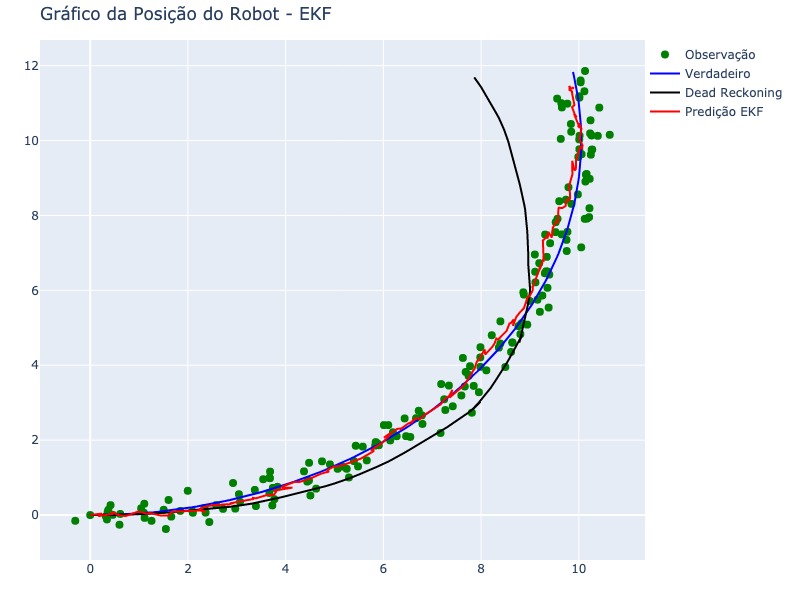 Gráfico da Posição do Robot - EKF
Observação
Verdadeiro
Dead Reckoning
Predição EKF
12
10
8
6
4
2
0
0 2 4 6 8 10